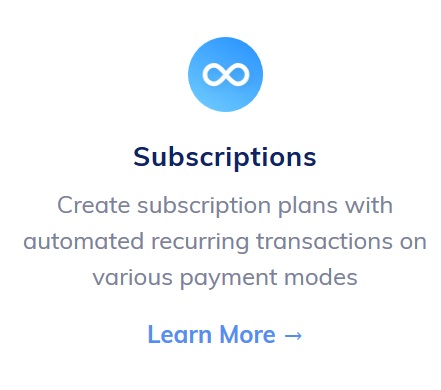 Subscriptions
Create subscription plans with
automated recurring transactions on
various payment modes
Learn More →